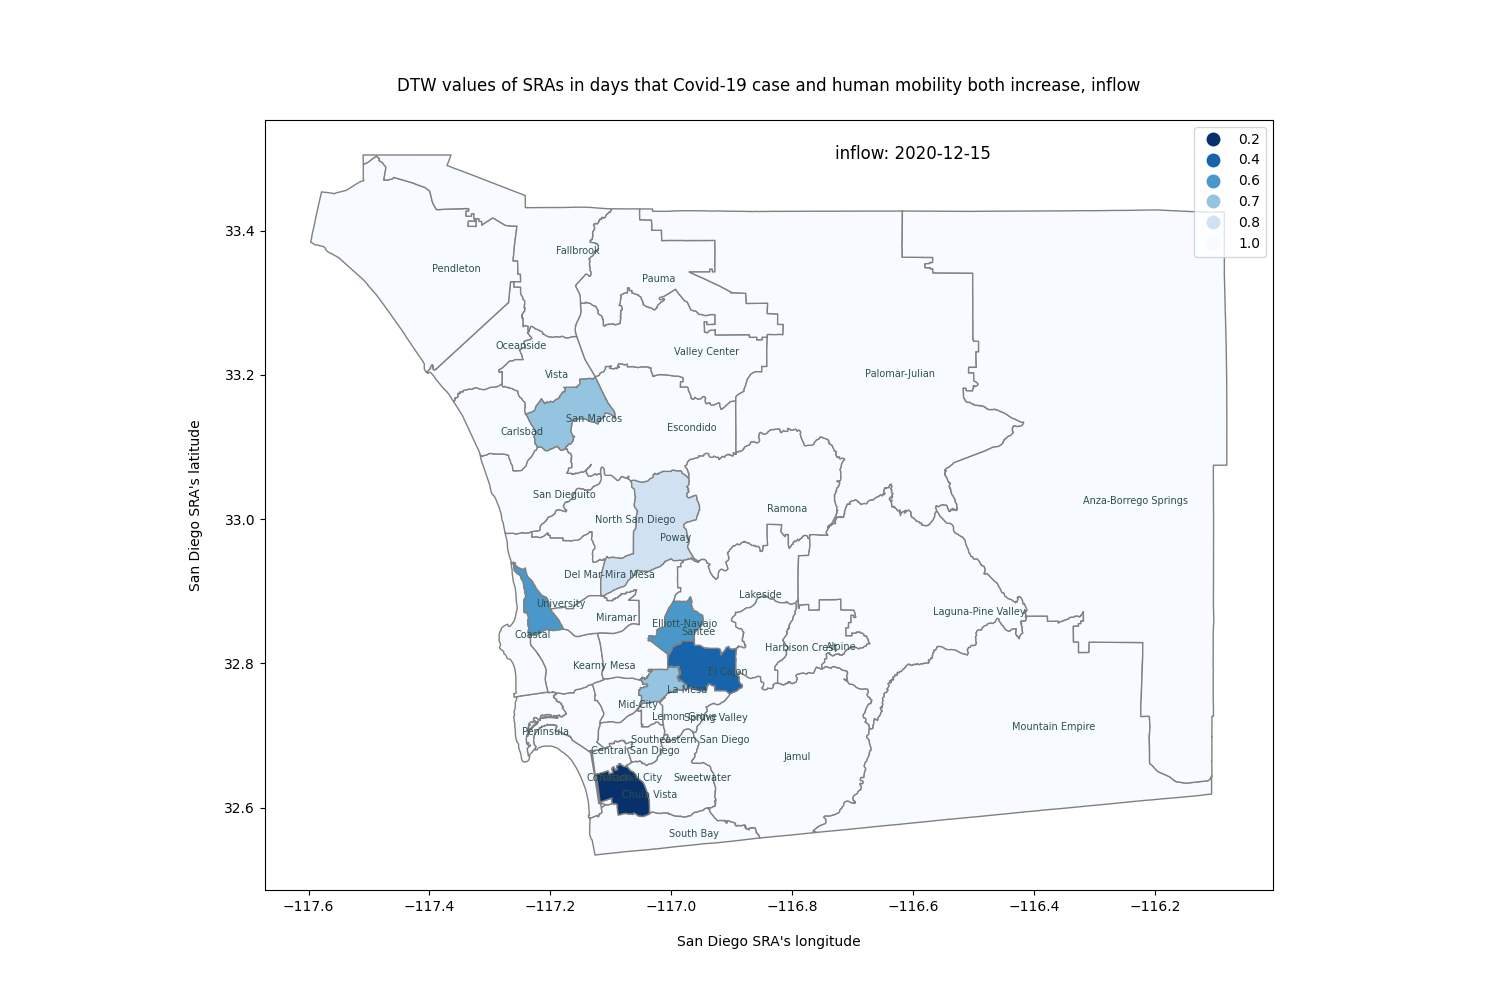 DTW values of SRAs in days that Covid-19 case and human mobility both increase, inflow
inflow: 2020-12-15
0.2
0.4
0.6
0.7
0.8
1.0
33.4
33.2
33.0
32.8
32.6
San Diego SRA's latitude
Fallbrook
Pendleton
Pauma
Oceanside
Valley Center
Vista
Palomar-Julian
San Marcos
Carlsbad
Escondido
San Dieguito
Anza-Borrego Springs
Ramona
North San Diego
Poway
Del Mar-Mira Mesa
Lakeside
University
Laguna-Pine Valley
Miramar
Elliott-Navajo
Santee
Coastal
Harbison Crest
Alpine
Kearny Mesa
El Cajon
La Mesa
Mid-City
Lemon Grove
Spring Valley
Mountain Empire
Peninsula
Southeastern San Diego
Central San Diego
Jamul
Coronado
National City
Sweetwater
Chula Vista
South Bay
−117.6
−117.4
−117.2
−117.0
−116.8
−116.6
−116.4
−116.2
San Diego SRA's longitude